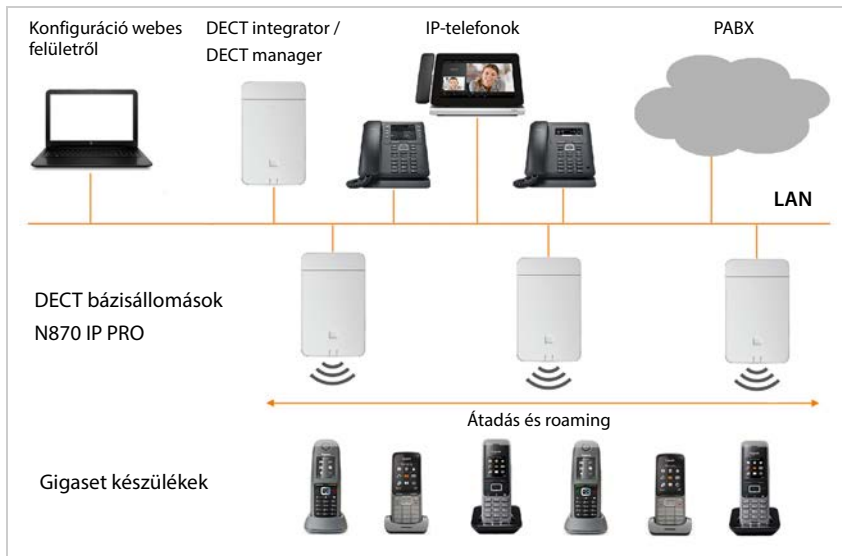 Konfiguráció webes
felületről
DECT integrator /
DECT manager
IP-telefonok
PABX
LAN
DECT bázisállomások
N870 IP PRO
Átadás és roaming
Gigaset készülékek